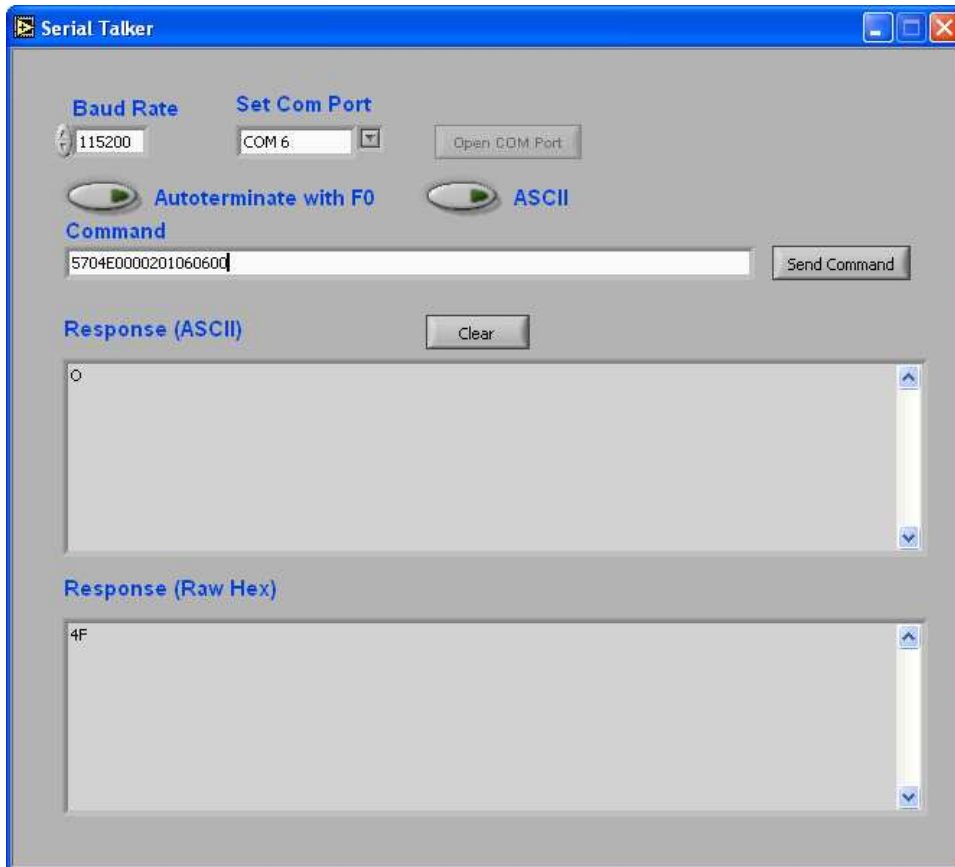 Serial Talker
Baud Rate
Set Com Port
115200
COM 6
Open COM Port
Autoterminate with F0
ASCII
Command
5704E0000201060600
Send Command
Response (ASCII)
Clear
O
Response (Raw Hex)
4F